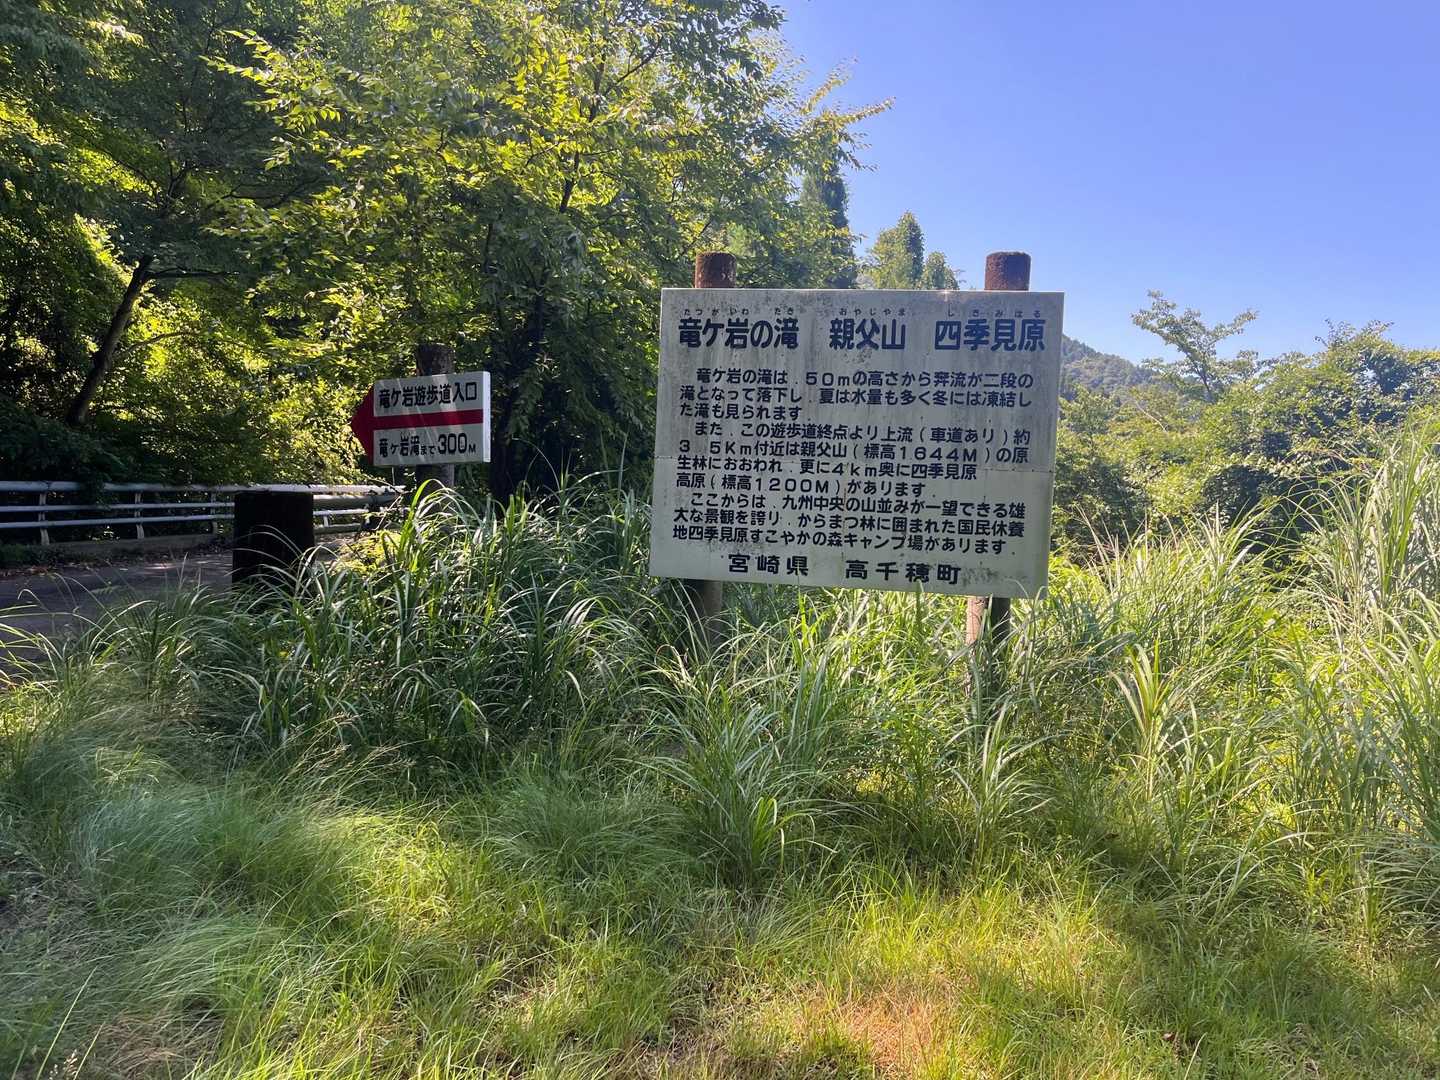 竜ケ岩遊歩道入口
竜ケ岩滝まで300M
たつがいわ たき おやじやま しきみばる
竜ケ岩の滝 親父山 四季見原
竜ケ岩の滝は．50mの高さから奔流が二段の
滝となって落下し．夏は水量も多く冬には凍結し
た滝も見られます．
また．この遊歩道終点より上流(車道あり)約
3．5Km付近は親父山(標高1644M)の原
生林におおわれ．更に4km奥に四季見原
高原(標高1200M)があります．
ここからは．九州中央の山並みが一望できる雄
大な景観を誇り．からまつ林に囲まれた国民休養
地四季見原すこやかの森キャンプ場があります．
宮崎県 高千穂町